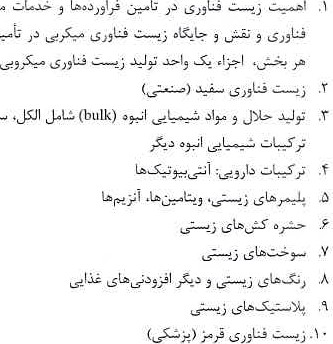 ۱. اهمیت زیست فناوری در تامین فراورده‌ها و خدمات
فناوری و نقش و جایگاه زیست فناوری میکربی در
هر بخش، اجزاء یک واحد تولید زیست فناوری میکروبی
۲. زیست فناوری سفید (صنعتی)
۳. تولید حلال و مواد شیمیایی انبوه (bulk) شامل الکل،
ترکیبات شیمیایی انبوه دیگر
۴. ترکیبات دارویی: آنتی‌بیوتیک‌ها
۵. پلیمرهای زیستی، ویتامین‌ها، آنزیم‌ها
۶. حشره کش‌های زیستی
۷. سوخت‌های زیستی
۸. رنگ‌های زیستی و دیگر افزودنی‌های غذایی
۹. پلاستیک‌های زیستی
۱۰. زیست فناوری قرمز (پزشکی)